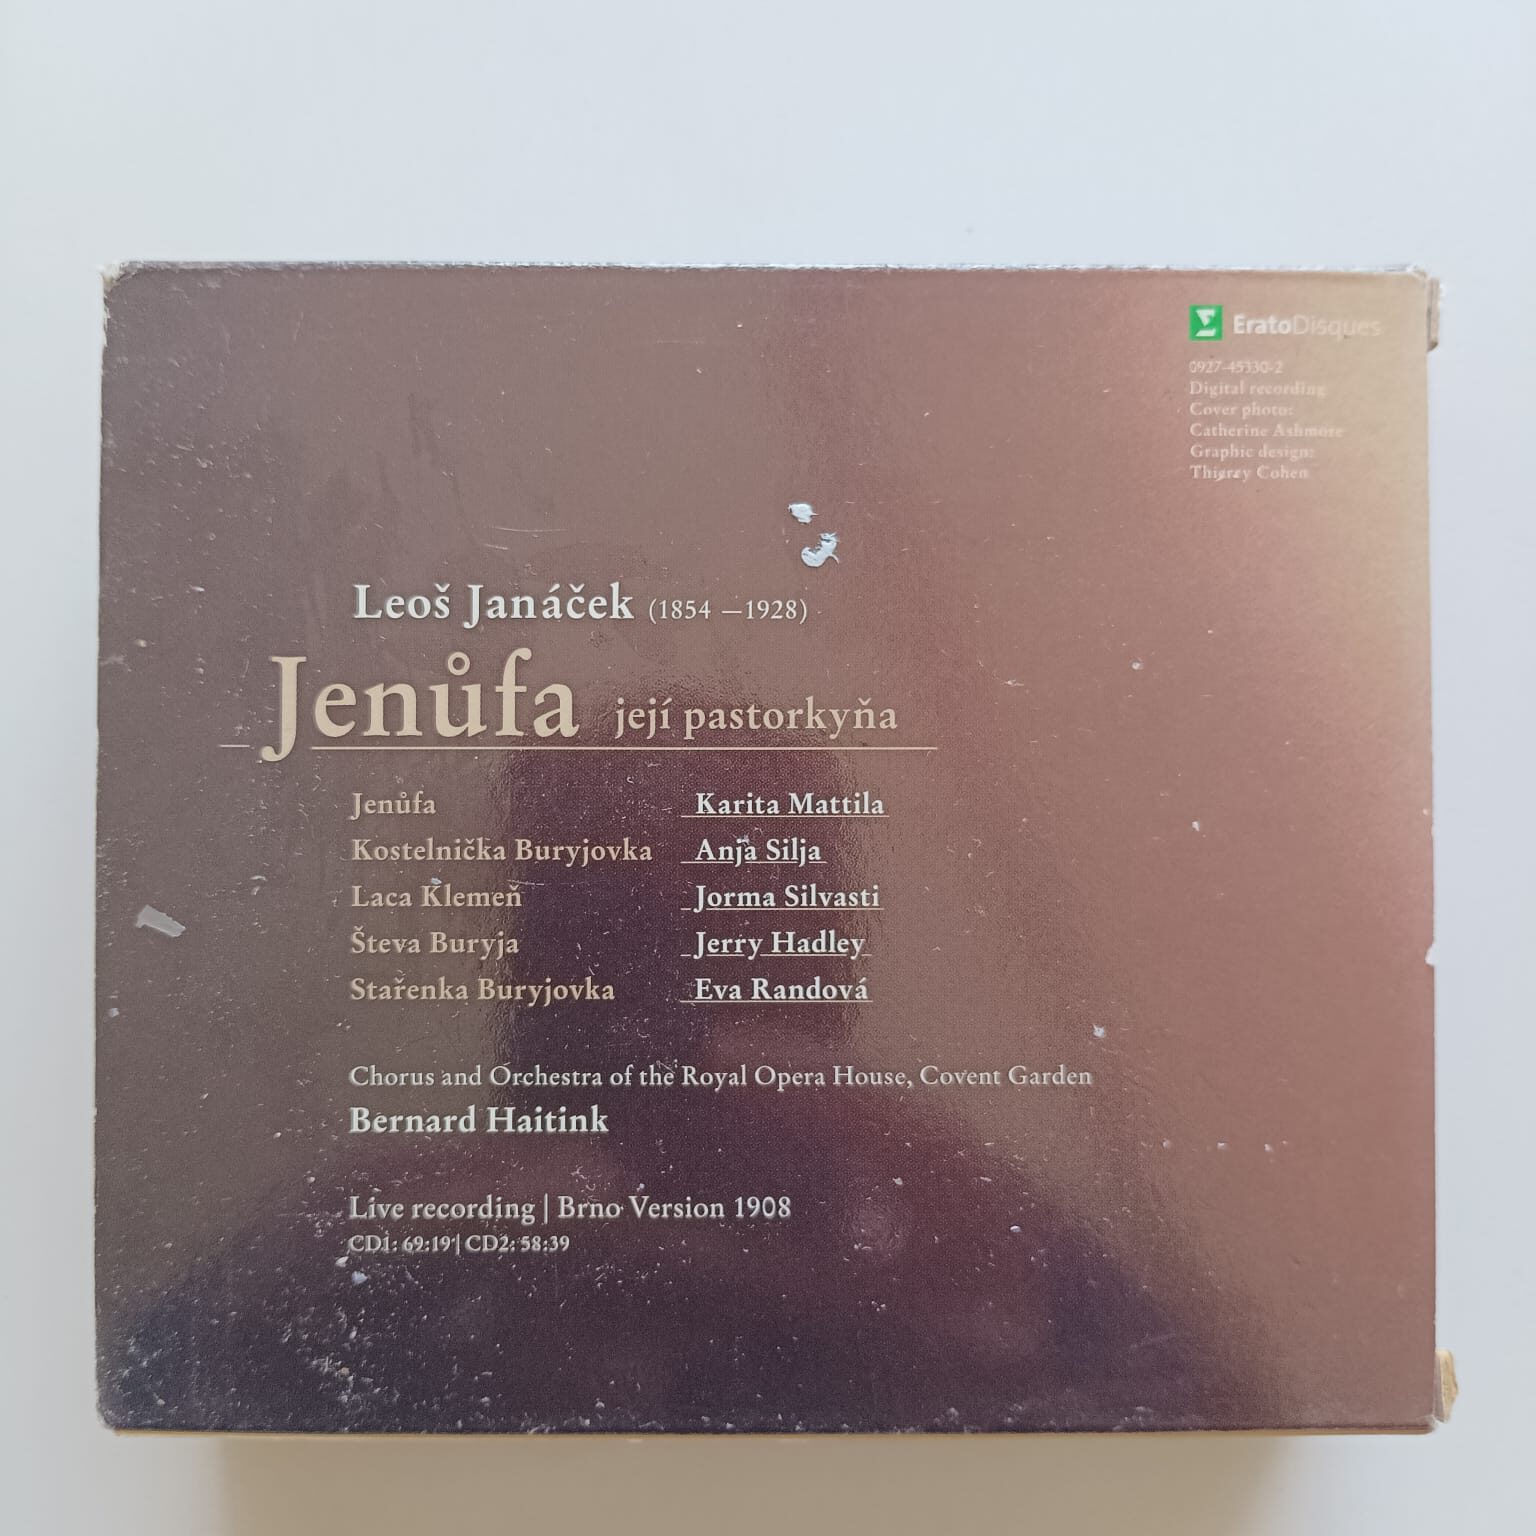 EratoDisques
0927-45330-2
Digital recording
Cover photo:
Catherine Ashmore
Graphic design:
Thierry Cohen
Leoš Janáček (1854 –1928)
Jenůfa její pastorkyňa
Jenůfa Karita Mattila
Kostelnička Buryjovka Anja Silja
Laca Klemeň Jorma Silvasti
Števa Buryja Jerry Hadley
Stařenka Buryjovka Eva Randová
Chorus and Orchestra of the Royal Opera House, Covent Garden
Bernard Haitink
Live recording | Brno Version 1908
CD1: 69:19 | CD2: 58:39